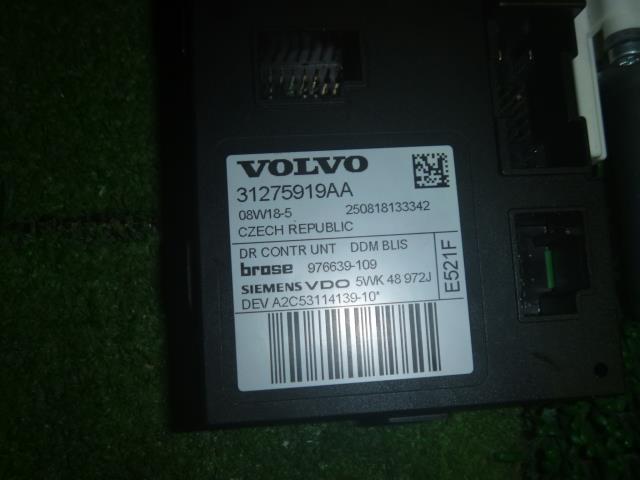 VOLVO
31275919AA
08W18-5 250818133342
CZECH REPUBLIC
DR CONTR UNT DDM BLIS
brose 976639-109
SIEMENS VDO 5WK 48 972J
DEV A2C53114139-10*
E521F